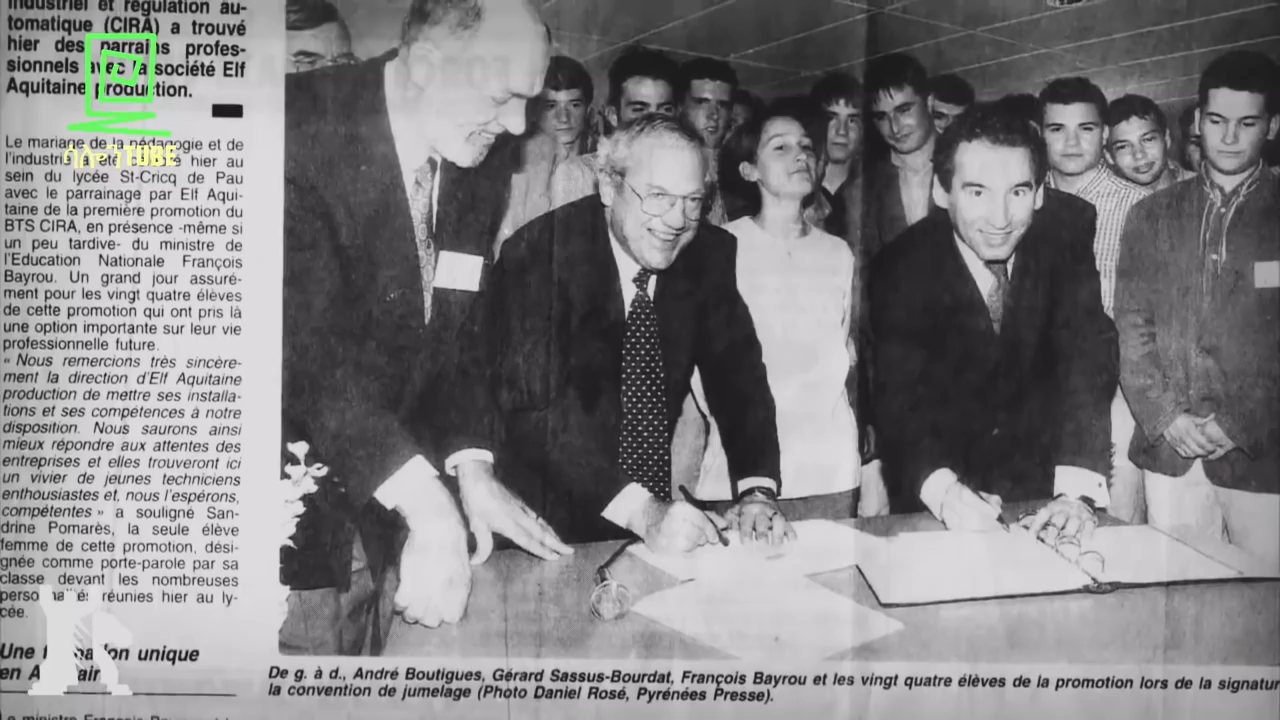 industriel et régulation au-
tomatique (CIRA) a trouvé
hier des parrains profes-
sionnels avec la société Elf
Aquitaine production.
Le mariage de la pédagogie et de
l'industrie été hier au
sein du lycée St-Cricq de Pau
avec le parrainage par Elf Aqui-
taine de la première promotion du
BTS CIRA, en présence -même si
un peu tardive- du ministre de
l'Education Nationale François
Bayrou. Un grand jour assuré-
ment pour les vingt quatre élèves
de cette promotion qui ont pris là
une option importante sur leur vie
professionnelle future.
« Nous remercions très sincère-
ment la direction d'Elf Aquitaine
production de mettre ses installa-
tions et ses compétences à notre
disposition. Nous saurons ainsi
mieux répondre aux attentes des
entreprises et elles trouveront ici
un vivier de jeunes techniciens
enthousiastes et, nous l'espérons,
compétentes » a souligné San-
drine Pomarès, la seule élève
femme de cette promotion, dési-
gnée comme porte-parole par sa
classe devant les nombreuses
réunies hier au ly-
cée.
Une unique
en
Le ministre François
TUBE
De g. à d., André Boutigues, Gérard Sassus-Bourdat, François Bayrou et les vingt quatre élèves de la promotion lors de la signatur
la convention de jumelage (Photo Daniel Rosé, Pyrénées Presse).